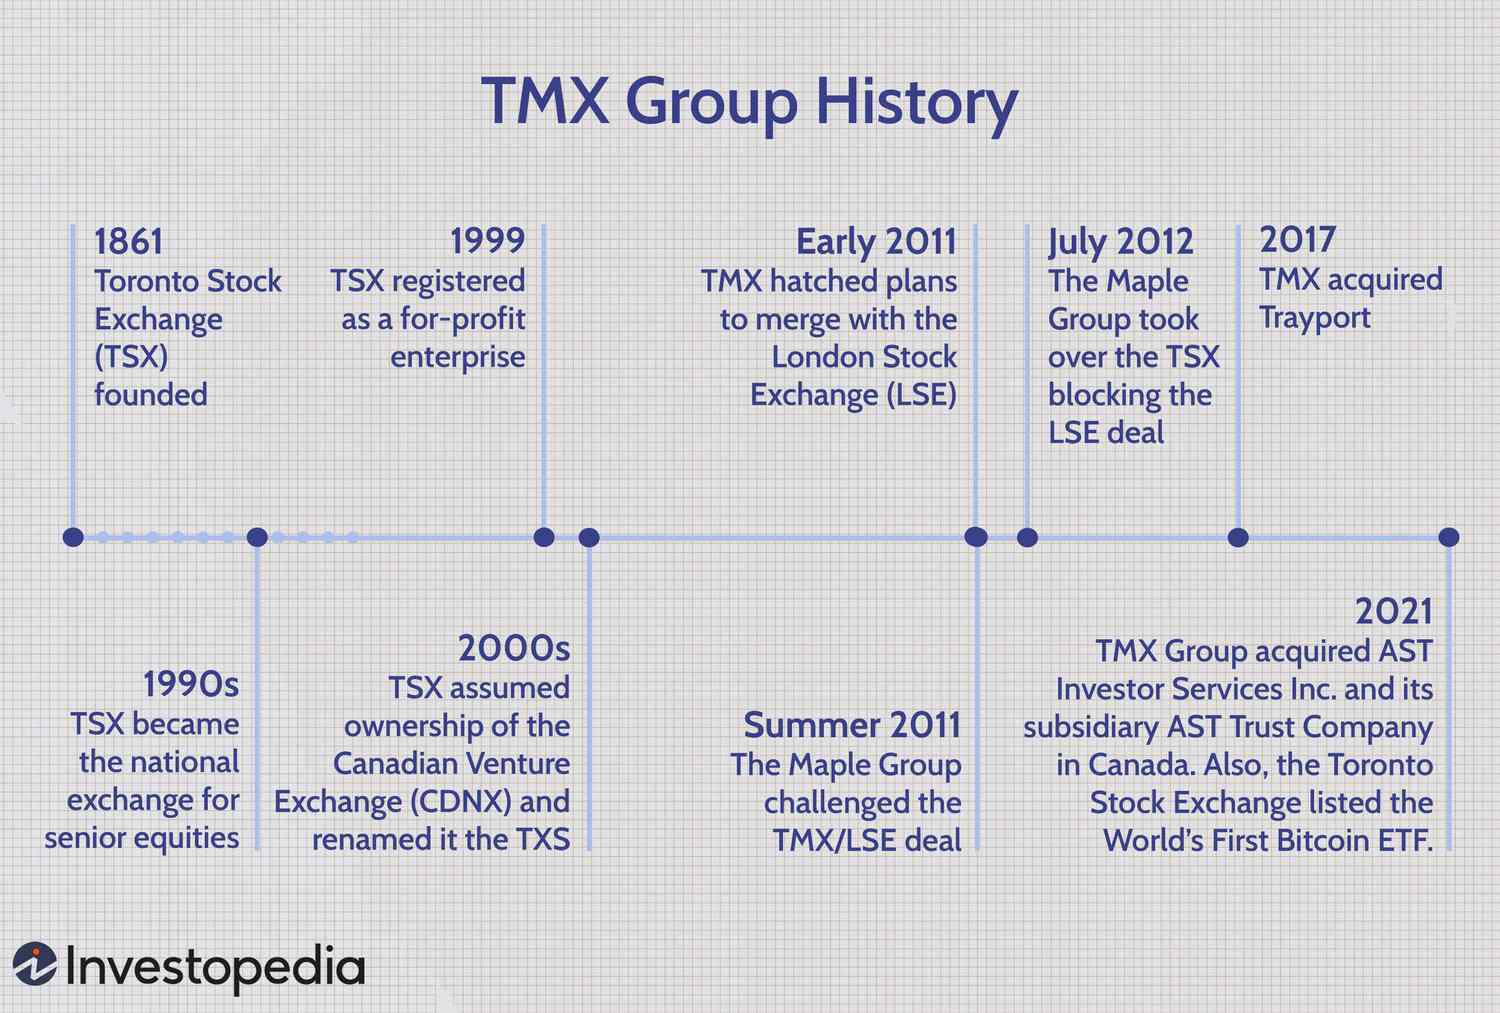 TMX Group History
1861
Toronto Stock
Exchange
(TSX)
founded
1999
TSX registered
as a for-profit
enterprise
Early 2011
TMX hatched plans
to merge with the
London Stock
Exchange (LSE)
July 2012
The Maple
Group took
over the TSX
blocking the
LSE deal
2017
TMX acquired
Trayport
1990s
TSX became
the national
exchange for
senior equities
2000s
TSX assumed
ownership of the
Canadian Venture
Exchange (CDNX) and
renamed it the TXS
Summer 2011
The Maple Group
challenged the
TMX/LSE deal
2021
TMX Group acquired AST
Investor Services Inc. and its
subsidiary AST Trust Company
in Canada. Also, the Toronto
Stock Exchange listed the
World’s First Bitcoin ETF.
Investopedia